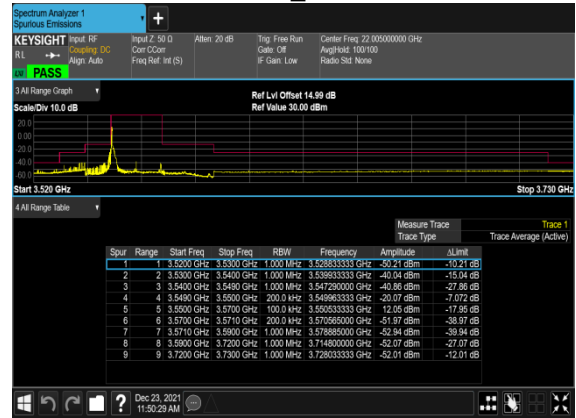 Spectrum Analyzer 1
Spurious Emissions
+
KEYSIGHT Input: RF Input Z: 50 Ω Atten: 20 dB Trig: Free Run Center Freq: 22.005000000 GHz
RL Coupling: DC Corr CCorr Gate: Off Avg|Hold: 100/100
Align: Auto Freq Ref: Int (S) IF Gain: Low Radio Std: None
PASS
3 All Range Graph Ref Lvl Offset 14.99 dB
Scale/Div 10.0 dB Ref Value 30.00 dBm
20.0
0.00
-20.0
-40.0
-60.0
Start 3.520 GHz Stop 3.730 GHz
4 All Range Table
Measure Trace Trace 1
Trace Type Trace Average (Active)
Spur Range Start Freq Stop Freq RBW Frequency Amplitude ΔLimit
1 1 3.5200 GHz 3.5300 GHz 1.000 MHz 3.528833333 GHz -50.21 dBm -10.21 dB
2 2 3.5300 GHz 3.5400 GHz 1.000 MHz 3.539933333 GHz -40.04 dBm -15.04 dB
3 3 3.5400 GHz 3.5490 GHz 1.000 MHz 3.547290000 GHz -40.86 dBm -27.86 dB
4 4 3.5490 GHz 3.5500 GHz 200.0 kHz 3.549963333 GHz -20.07 dBm -7.072 dB
5 5 3.5500 GHz 3.5700 GHz 100.0 kHz 3.550533333 GHz 12.05 dBm -17.95 dB
6 6 3.5700 GHz 3.5710 GHz 200.0 kHz 3.570565000 GHz -51.97 dBm -38.97 dB
7 7 3.5710 GHz 3.5900 GHz 1.000 MHz 3.578885000 GHz -52.94 dBm -39.94 dB
8 8 3.5900 GHz 3.7200 GHz 1.000 MHz 3.714800000 GHz -52.07 dBm -27.07 dB
9 9 3.7200 GHz 3.7300 GHz 1.000 MHz 3.728033333 GHz -52.01 dBm -12.01 dB
? Dec 23, 2021
11:50:29 AM